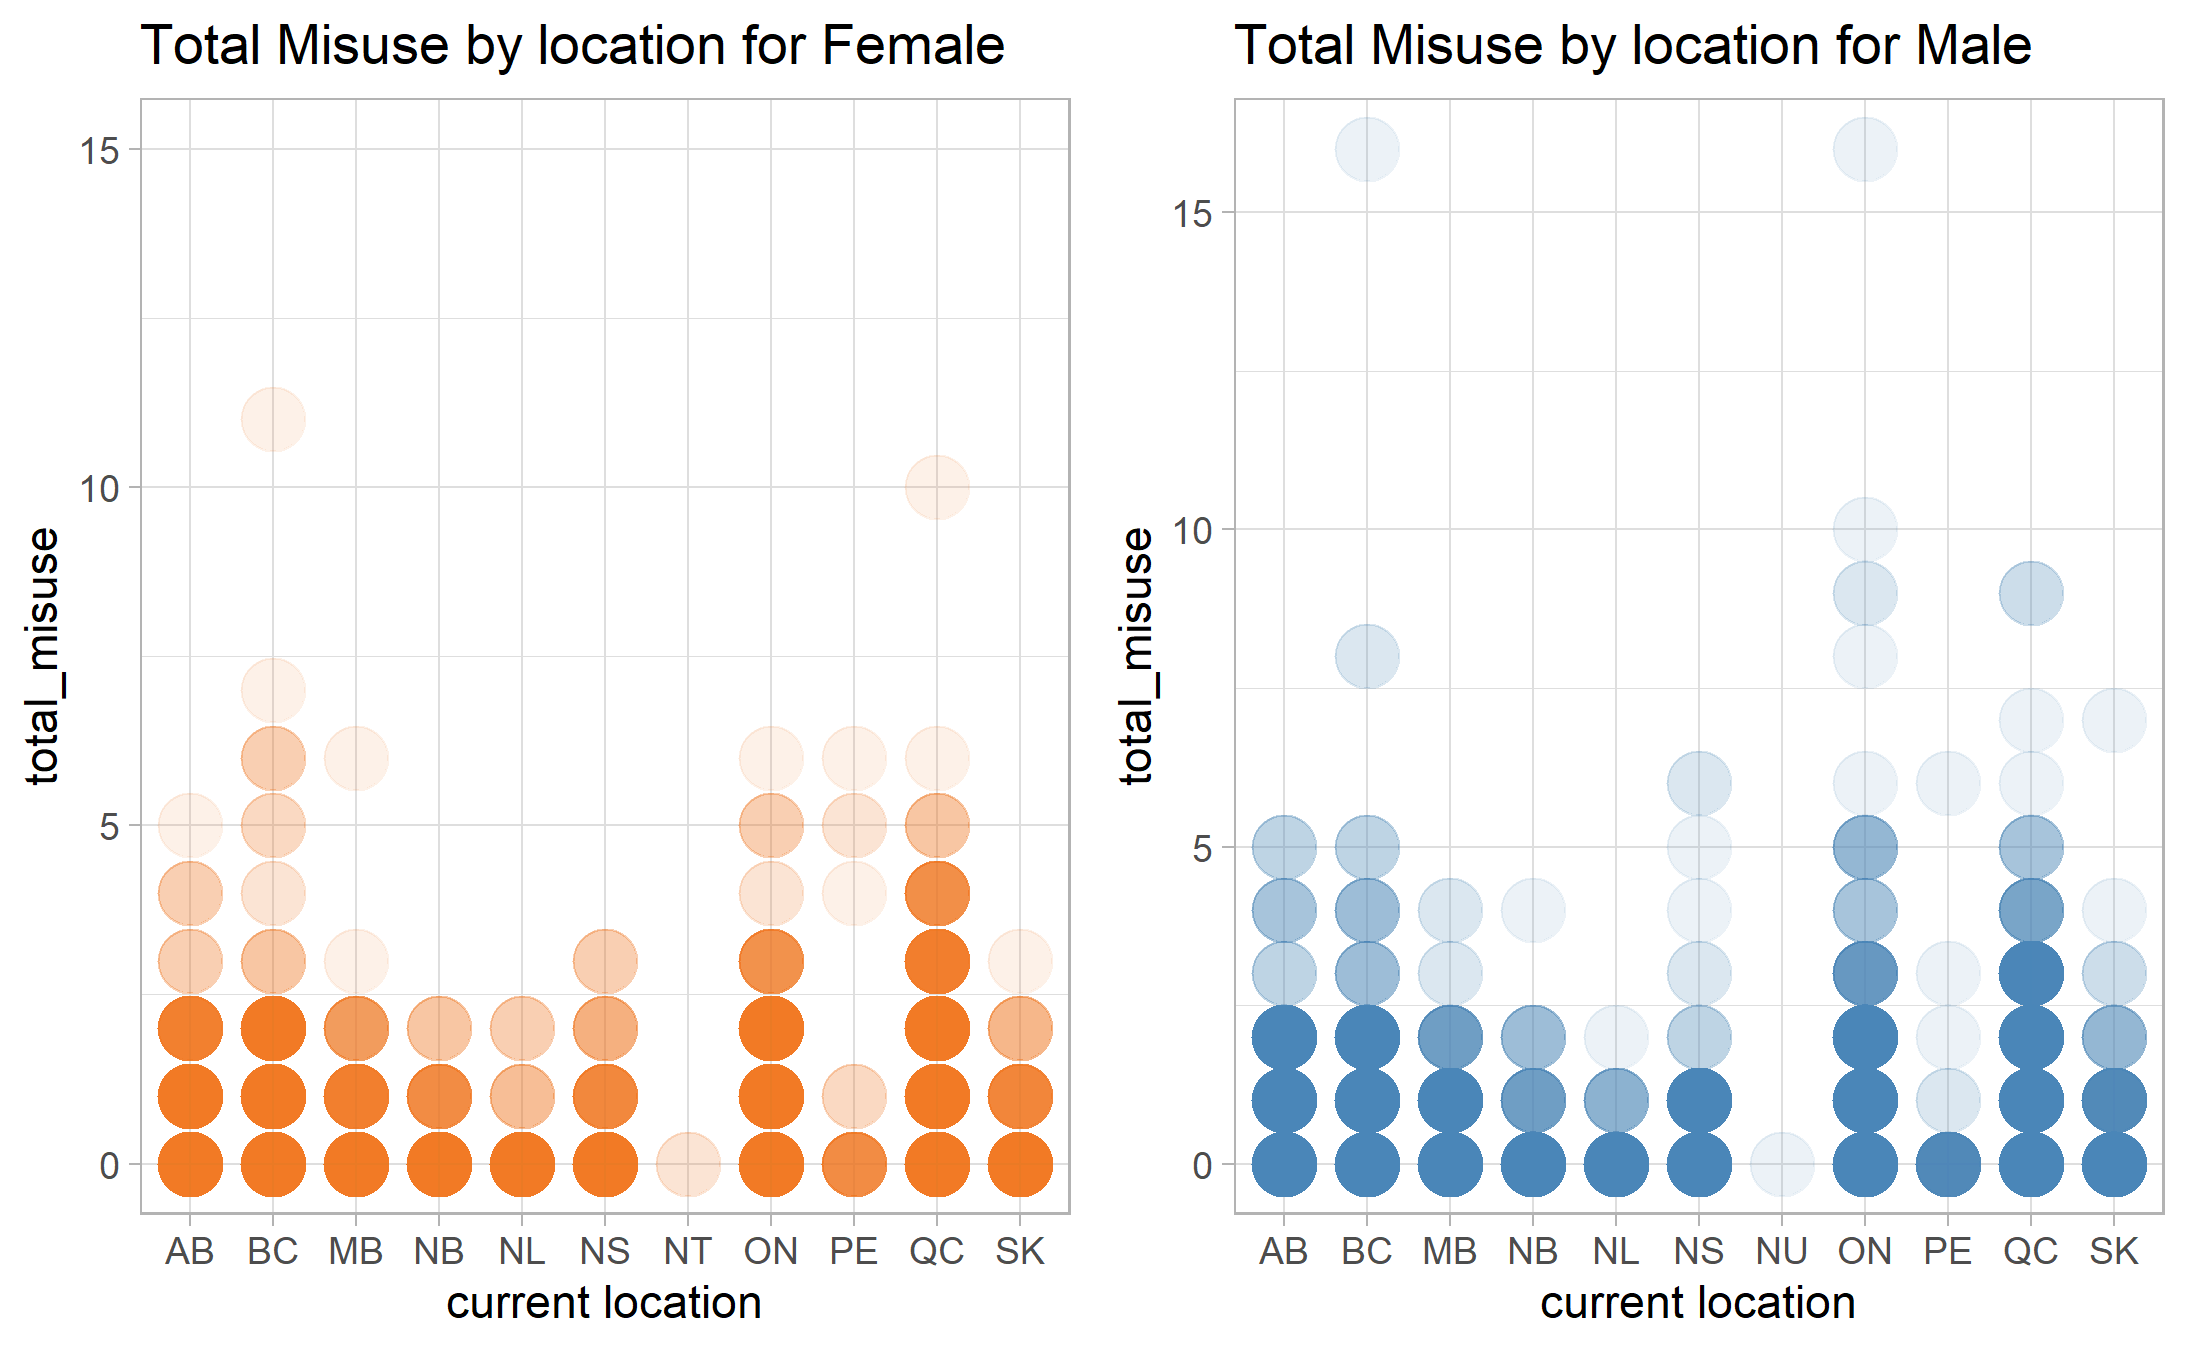 Total Misuse by location for Female
total_misuse
15
10
5
0
AB BC MB NB NL NS NT ON PE QC SK
current location
Total Misuse by location for Male
total_misuse
15
10
5
0
AB BC MB NB NL NS NU ON PE QC SK
current location